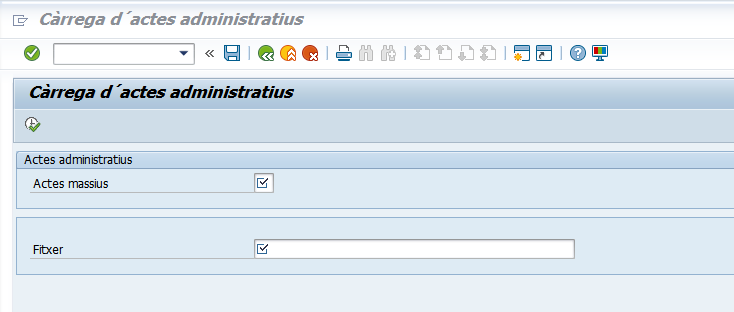 Càrrega d´actes administratius
Càrrega d´actes administratius
Actes administratius
Actes massius
Fitxer